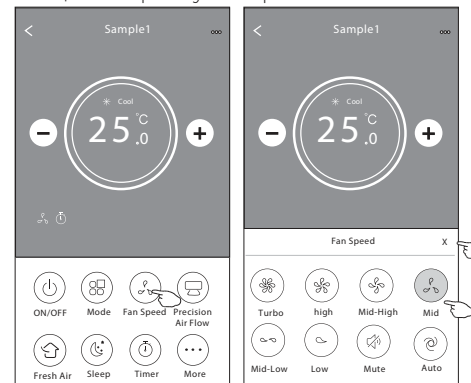 Sample1
Cool
25.0 °C
ON/OFF
Mode
Fan Speed
Precision
Air Flow
Fresh Air
Sleep
Timer
More
Sample1
Cool
25.0 °C
Fan Speed
X
Turbo
high
Mid-High
Mid
Mid-Low
Low
Mute
Auto